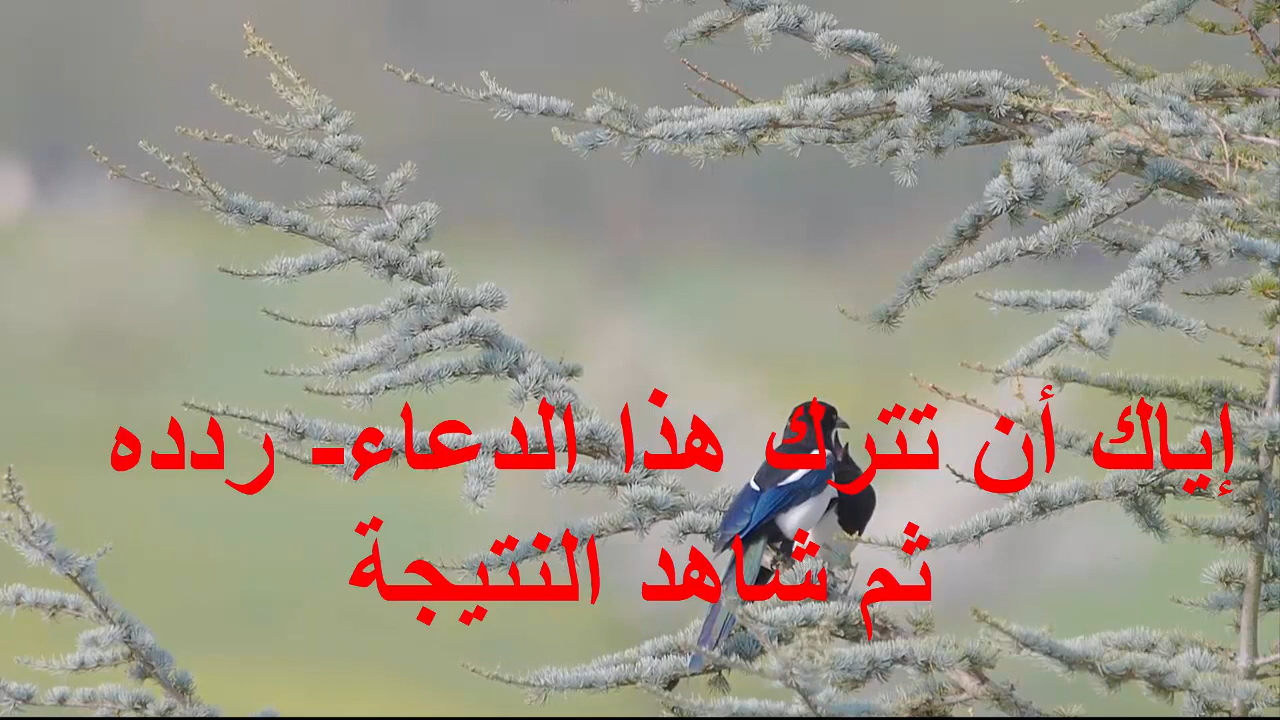 إياك أن تترك هذا الدعاء- ردده
ثم شاهد النتيجة